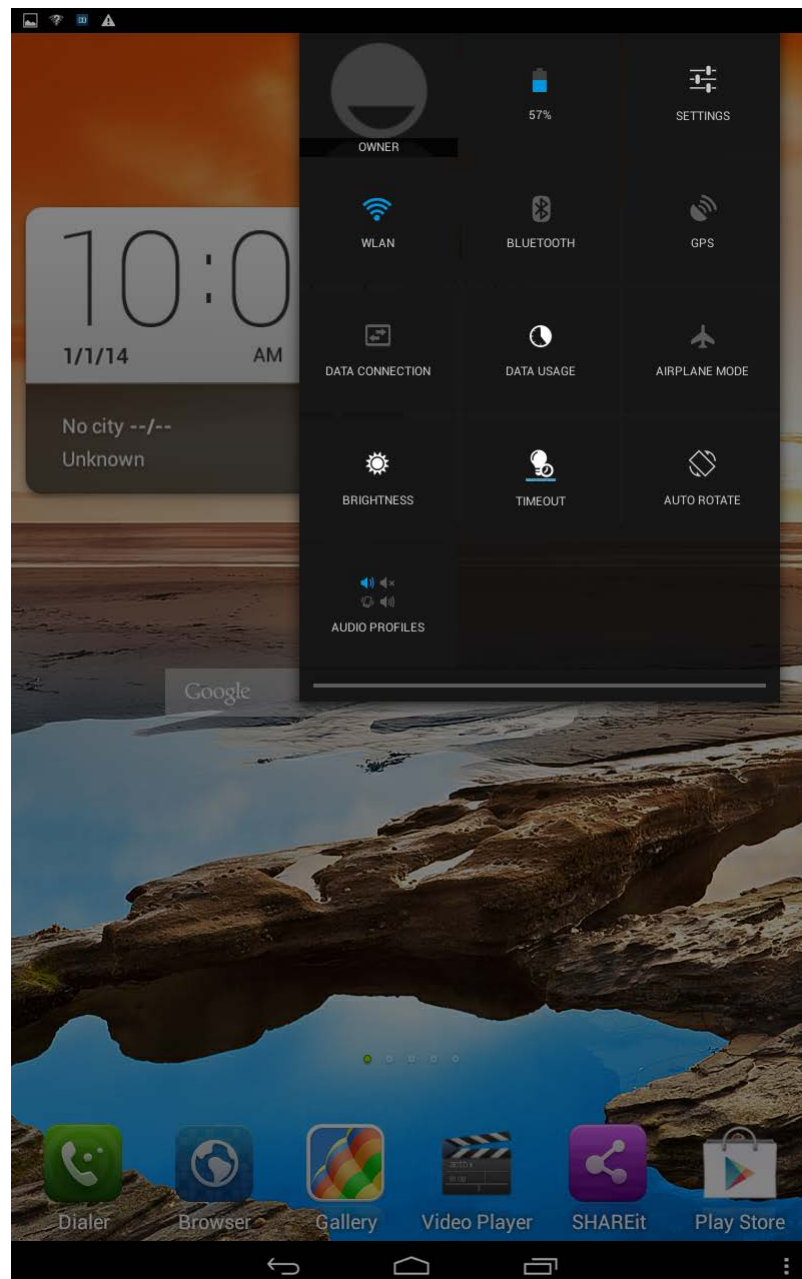 OWNER
57%
SETTINGS
WLAN
BLUETOOTH
GPS
10:0
1/1/14 AM
DATA CONNECTION
DATA USAGE
AIRPLANE MODE
No city --/--
Unknown
BRIGHTNESS
TIMEOUT
AUTO ROTATE
AUDIO PROFILES
Google
Dialer
Browser
Gallery
Video Player
SHAREit
Play Store